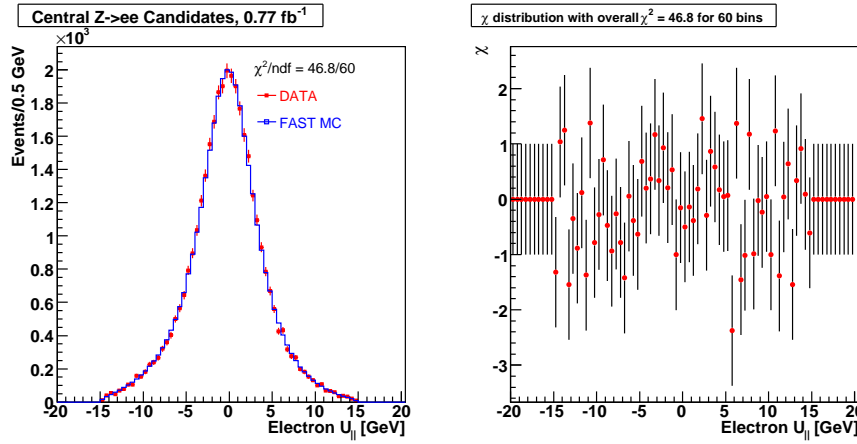 Central Z->ee Candidates, 0.77 fb⁻¹
×10³
Events/0.5 GeV
2
1.8
1.6
1.4
1.2
1
0.8
0.6
0.4
0.2
0
χ²/ndf = 46.8/60
DATA
FAST MC
-20 -15 -10 -5 0 5 10 15 20
Electron U|| [GeV]
χ distribution with overall χ² = 46.8 for 60 bins
χ
2
1
0
-1
-2
-3
-20 -15 -10 -5 0 5 10 15 20
Electron U|| [GeV]